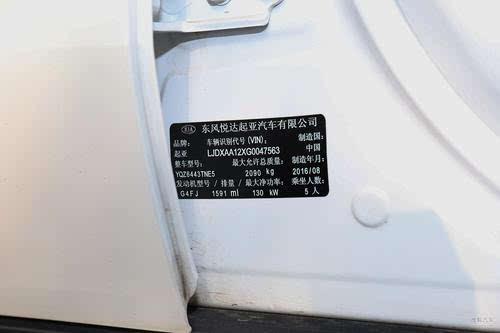 KIA 东风悦达起亚汽车有限公司
品牌: 车辆识别代号(VIN): 制造国:
起亚 LJDXAA12XG0047563 中国
整车型号: 最大允许总质量: 制造年月:
YQZ6443TNE5 2090 kg 2016/08
发动机型号 / 排量 / 最大净功率: 乘坐人数:
G4FJ 1591 ml 130 kW 5人